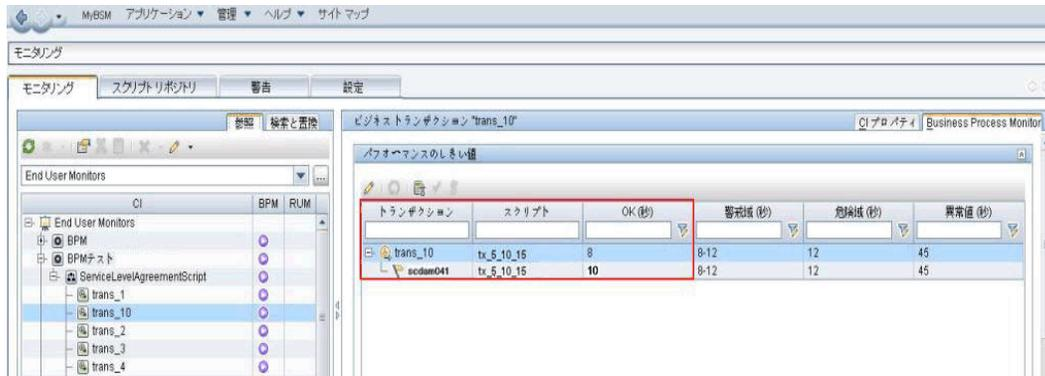 MyBSM アプリケーション 管理 ヘルプ サイト マップ
モニタリング
モニタリング スクリプト リポジトリ 警告 設定
参照 検索と置換
End User Monitors
CI BPM RUM
End User Monitors
BPM
BPMテスト
ServiceLevelAgreementScript
trans_1
trans_10
trans_2
trans_3
trans_4
ビジネス トランザクション "trans_10"
CI プロパティ Business Process Monitor
パフォーマンスのしきい値
トランザクション スクリプト OK (秒) 警戒域 (秒) 危険域 (秒) 異常値 (秒)
trans_10 tx_5_10_15 8 8-12 12 45
scdam041 tx_5_10_15 10 8-12 12 45